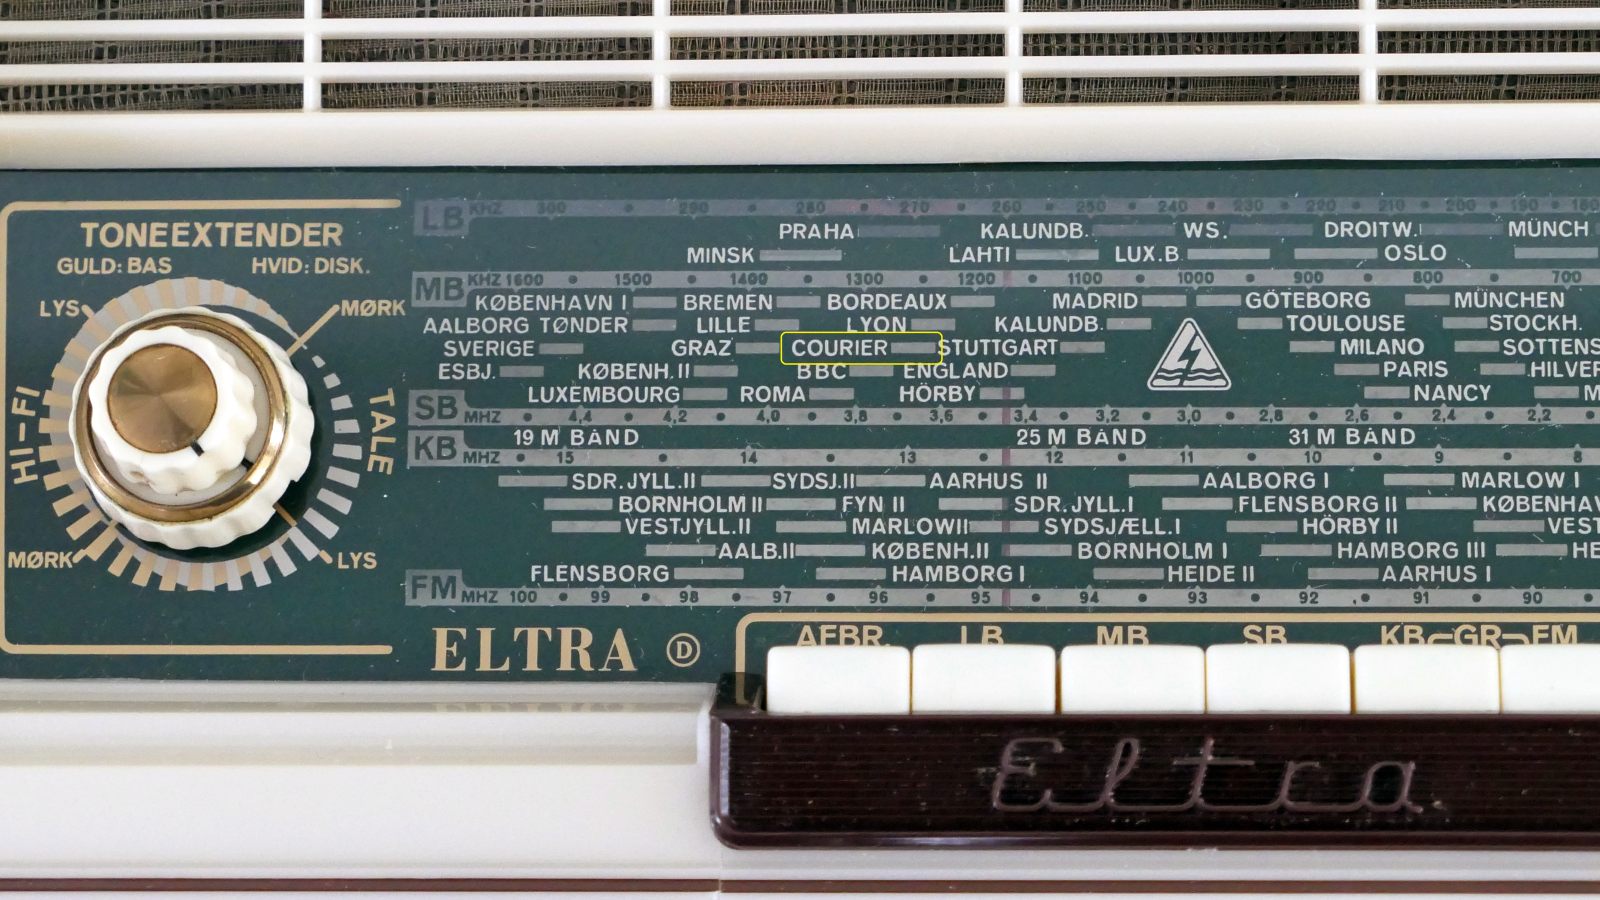 LB KHZ 300 290 280 270 260 250 240 230 220 210 200 190 180
PRAHA KALUNDB. WS. DROITW. MÜNCH
MINSK LAHTI LUX.B. OSLO
MB KHZ 1600 1500 1400 1300 1200 1100 1000 900 800 700
KØBENHAVN I BREMEN BORDEAUX MADRID GÖTEBORG MÜNCHEN
AALBORG TØNDER LILLE LYON KALUNDB. TOULOUSE STOCKH.
SVERIGE GRAZ COURIER STUTTGART MILANO SOTTENS
ESBJ. KØBENH.II BBC ENGLAND PARIS HILVER
LUXEMBOURG ROMA HÖRBY NANCY M
SB MHZ 4,4 4,2 4,0 3,8 3,6 3,4 3,2 3,0 2,8 2,6 2,4 2,2
19 M BÅND 25 M BÅND 31 M BÅND
KB MHZ 15 14 13 12 11 10 9 8
SDR.JYLL.II SYDSJ.II AARHUS II AALBORG I MARLOW I
BORNHOLM II FYN II SDR.JYLL.I FLENSBORG II KØBENHAV
VESTJYLL.II MARLOW II SYDSJÆLL.I HÖRBY II VEST
AALB.II KØBENH.II BORNHOLM I HAMBORG III HE
FLENSBORG HAMBORG I HEIDE II AARHUS I
FM MHZ 100 99 98 97 96 95 94 93 92 91 90
TONEEXTENDER
GULD: BAS HVID: DISK.
LYS MØRK
HI-FI TALE
MØRK LYS
ELTRA D
AFBR. LB MB SB KB GR FM
Eltra